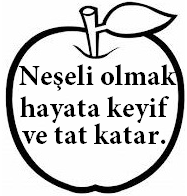 Neşeli olmak
hayata keyif
ve tat katar.